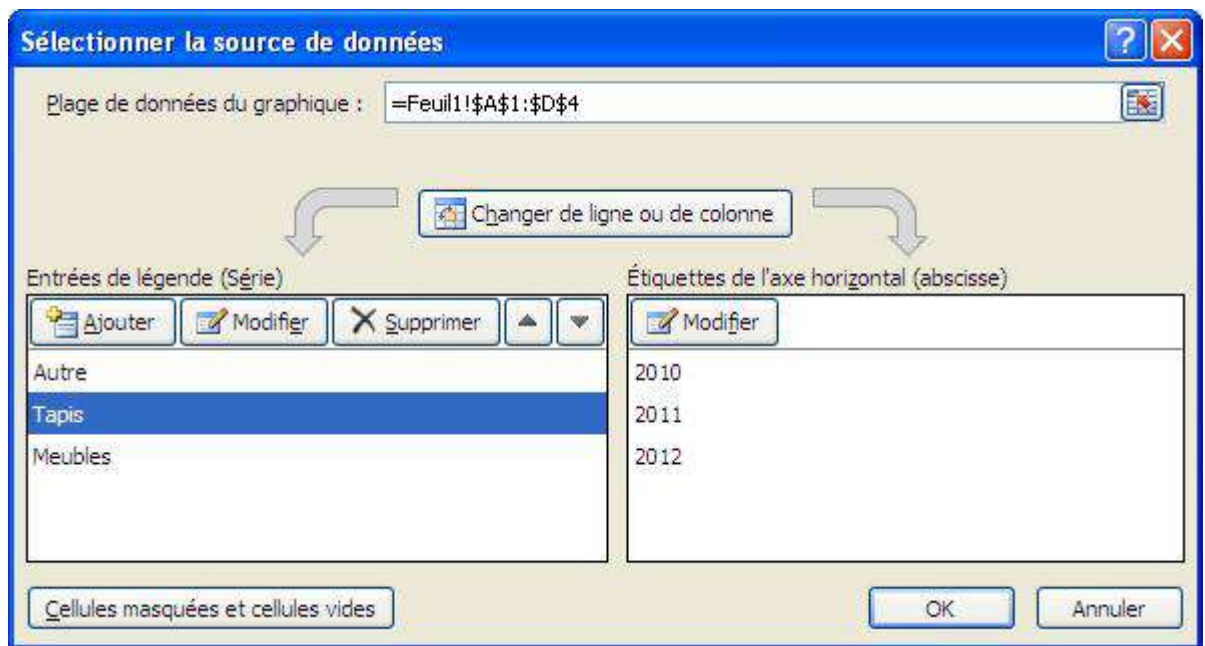 Sélectionner la source de données
?
Plage de données du graphique : =Feuil1!$A$1:$D$4
Changer de ligne ou de colonne
Entrées de légende (Série)
Ajouter Modifier Supprimer
Autre
Tapis
Meubles
Étiquettes de l'axe horizontal (abscisse)
Modifier
2010
2011
2012
Cellules masquées et cellules vides
OK Annuler